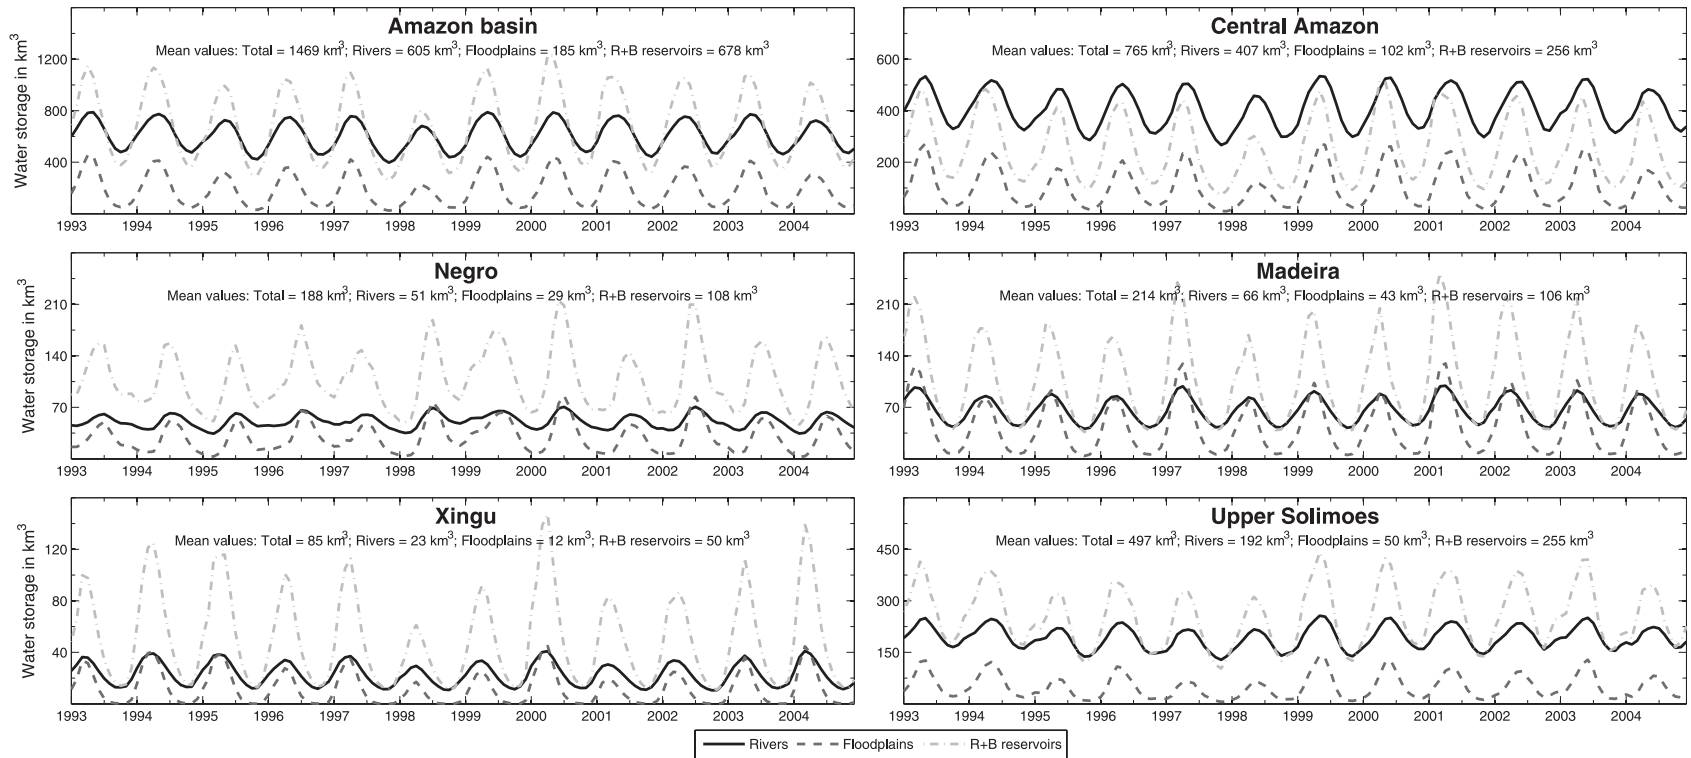 Amazon basin
Mean values: Total = 1469 km³; Rivers = 605 km³; Floodplains = 185 km³; R+B reservoirs = 678 km³
Water storage in km³
1200
800
400
1993 1994 1995 1996 1997 1998 1999 2000 2001 2002 2003 2004
Central Amazon
Mean values: Total = 765 km³; Rivers = 407 km³; Floodplains = 102 km³; R+B reservoirs = 256 km³
600
400
200
1993 1994 1995 1996 1997 1998 1999 2000 2001 2002 2003 2004
Negro
Mean values: Total = 188 km³; Rivers = 51 km³; Floodplains = 29 km³; R+B reservoirs = 108 km³
Water storage in km³
210
140
70
1993 1994 1995 1996 1997 1998 1999 2000 2001 2002 2003 2004
Madeira
Mean values: Total = 214 km³; Rivers = 66 km³; Floodplains = 43 km³; R+B reservoirs = 106 km³
210
140
70
1993 1994 1995 1996 1997 1998 1999 2000 2001 2002 2003 2004
Xingu
Mean values: Total = 85 km³; Rivers = 23 km³; Floodplains = 12 km³; R+B reservoirs = 50 km³
Water storage in km³
120
80
40
1993 1994 1995 1996 1997 1998 1999 2000 2001 2002 2003 2004
Upper Solimoes
Mean values: Total = 497 km³; Rivers = 192 km³; Floodplains = 50 km³; R+B reservoirs = 255 km³
450
300
150
1993 1994 1995 1996 1997 1998 1999 2000 2001 2002 2003 2004
Rivers Floodplains R+B reservoirs